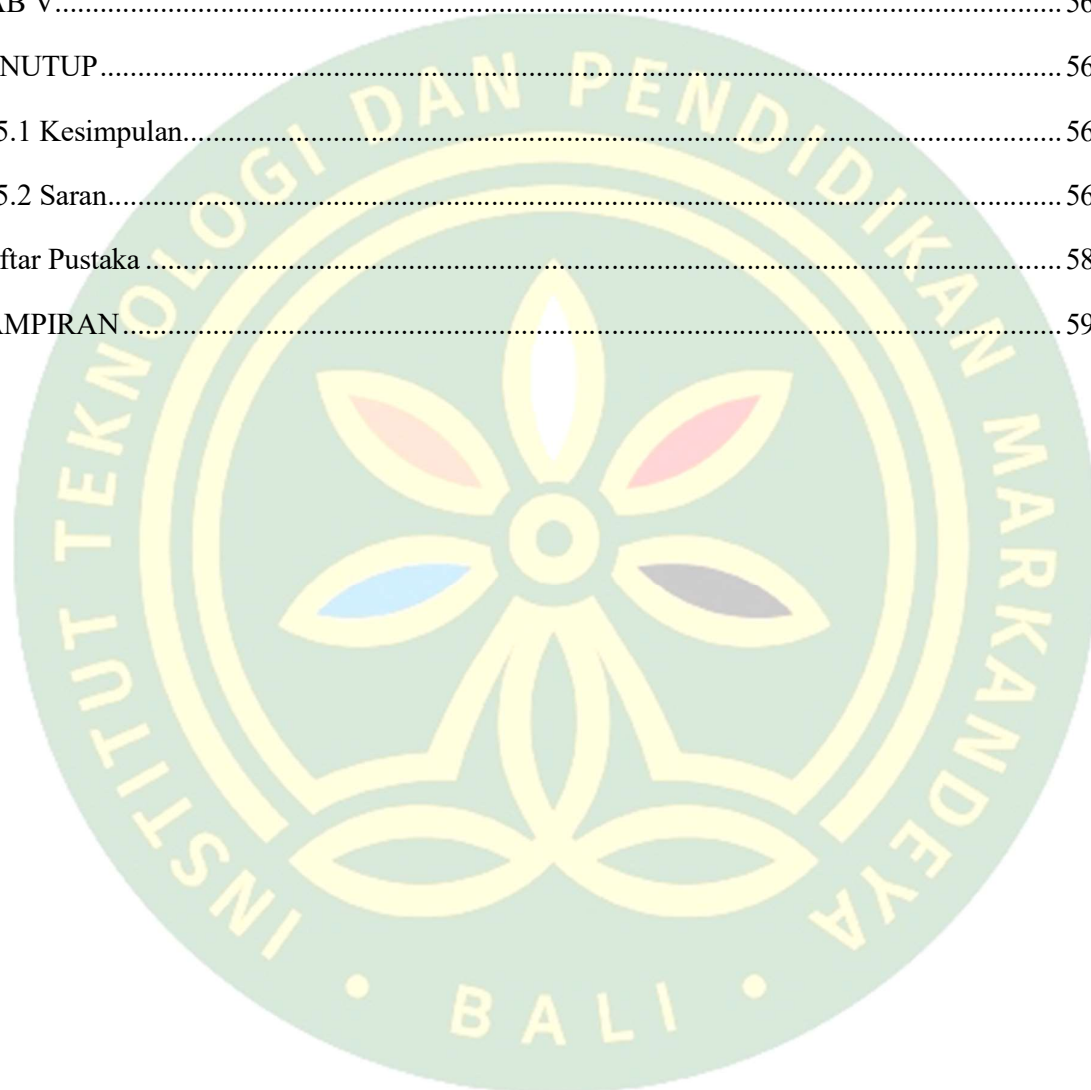 AB V........................................................................................................ 56
NUTUP................................................................................................... 56
5.1 Kesimpulan......................................................................................... 56
5.2 Saran................................................................................................. 56
ftar Pustaka ............................................................................................. 58
AMPIRAN................................................................................................ 59
INSTITUT TEKNOLOGI DAN PENDIDIKAN MARKANDEYA
• BALI •